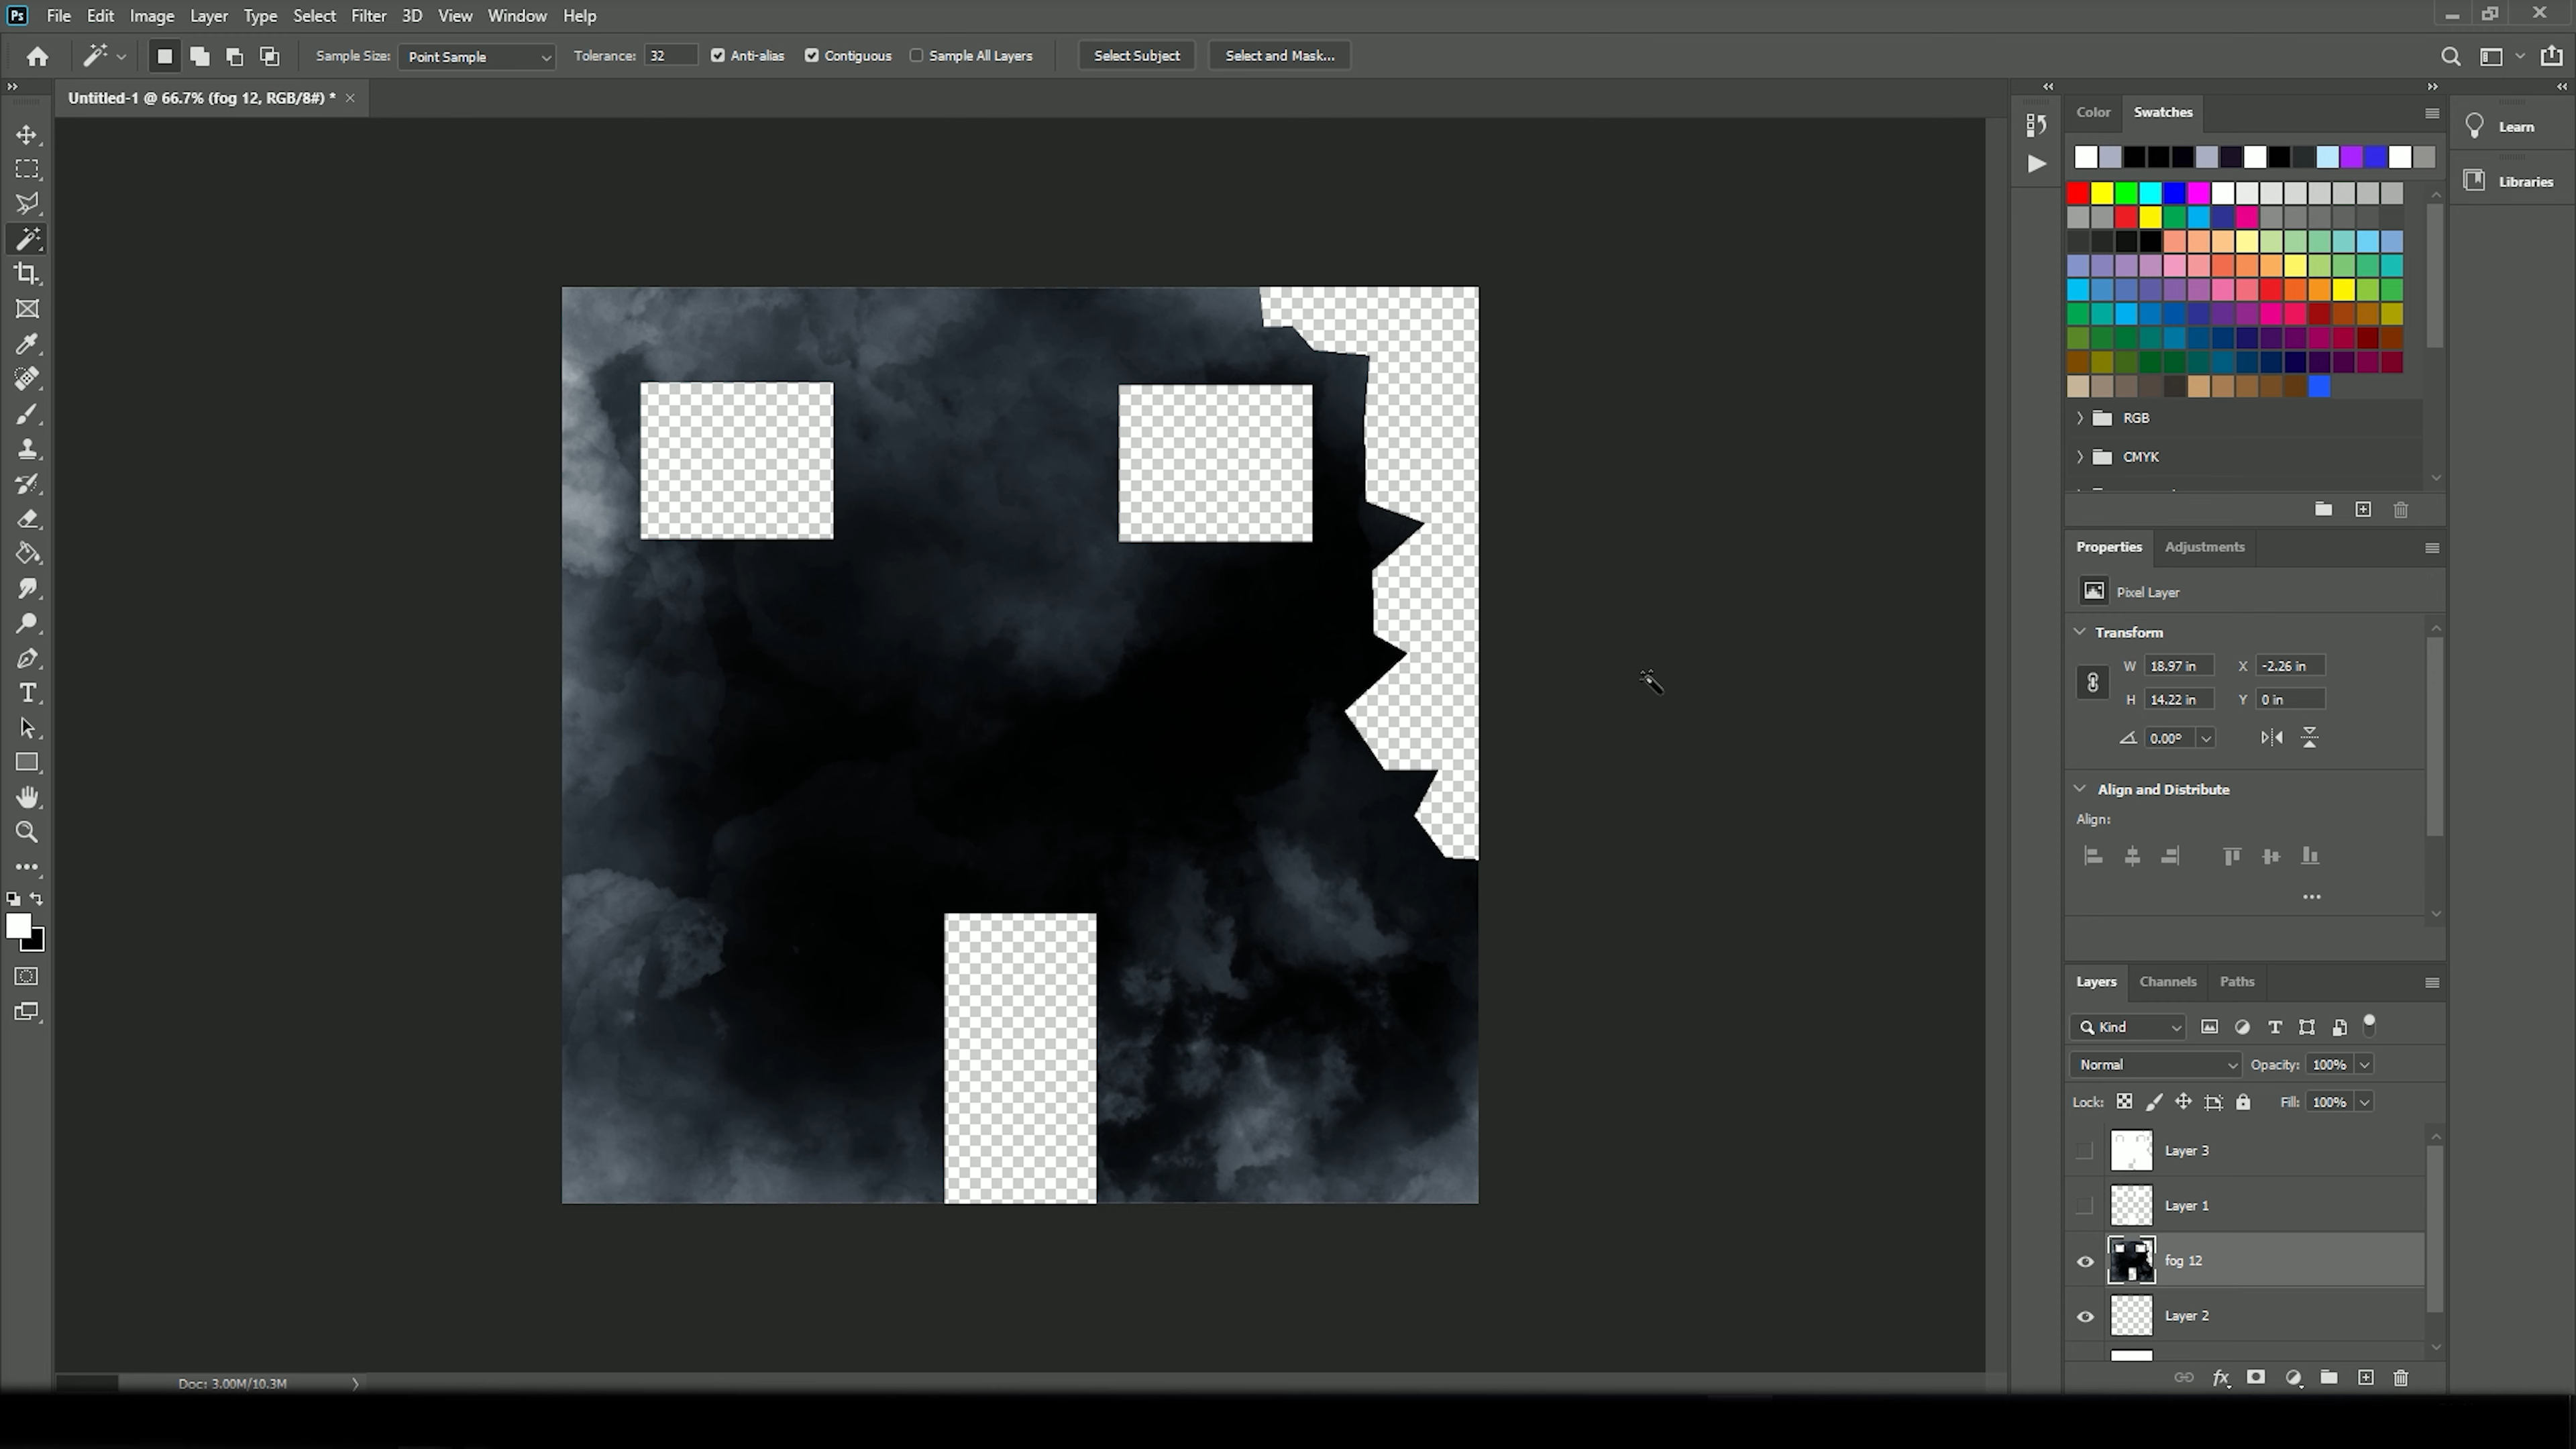 Ps File Edit Image Layer Type Select Filter 3D View Window Help
Sample Size: Point Sample Tolerance: 32 Anti-alias Contiguous Sample All Layers Select Subject Select and Mask...
Untitled-1 @ 66.7% (fog 12, RGB/8#) * ×
Color Swatches
Learn
Libraries
RGB
CMYK
Properties Adjustments
Pixel Layer
Transform
W 18.97 in X -2.26 in
H 14.22 in Y 0 in
0.00°
Align and Distribute
Align:
Layers Channels Paths
Kind
Normal Opacity: 100%
Lock: Fill: 100%
Layer 3
Layer 1
fog 12
Layer 2
fx
Doc: 3.00M/10.3M